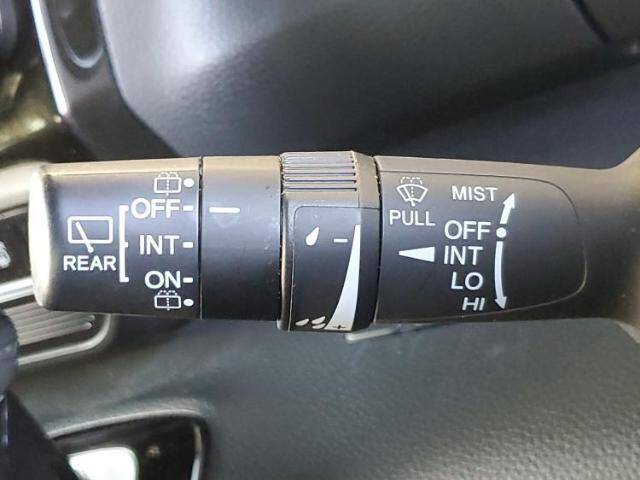 OFF
INT
REAR
ON
- 
+
MIST
PULL
OFF
INT
LO
HI